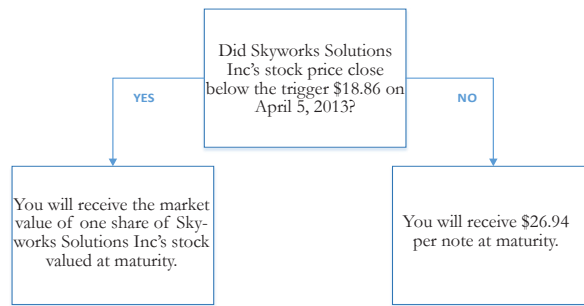 Did Skyworks Solutions
Inc's stock price close
below the trigger $18.86 on
April 5, 2013?
YES
NO
You will receive the market
value of one share of Sky-
works Solutions Inc's stock
valued at maturity.
You will receive $26.94
per note at maturity.